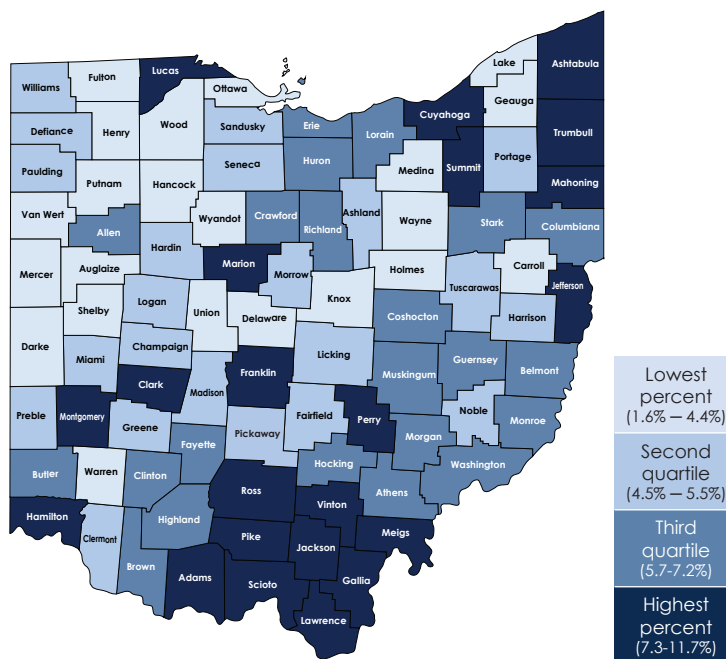 Lake
Ashtabula
Lucas
Fulton
Williams
Ottawa
Geauga
Cuyahoga
Defiance
Henry
Wood
Sandusky
Erie
Lorain
Trumbull
Paulding
Seneca
Huron
Medina
Summit
Portage
Mahoning
Putnam
Hancock
Van Wert
Wyandot
Crawford
Richland
Ashland
Wayne
Stark
Columbiana
Allen
Hardin
Marion
Morrow
Holmes
Carroll
Mercer
Auglaize
Tuscarawas
Jefferson
Shelby
Logan
Union
Delaware
Knox
Coshocton
Harrison
Darke
Miami
Champaign
Licking
Guernsey
Belmont
Clark
Madison
Franklin
Muskingum
Preble
Montgomery
Greene
Pickaway
Fairfield
Perry
Noble
Monroe
Morgan
Fayette
Butler
Warren
Clinton
Hocking
Washington
Athens
Ross
Hamilton
Highland
Vinton
Clermont
Pike
Meigs
Jackson
Brown
Adams
Scioto
Gallia
Lawrence
Lowest
percent
(1.6% — 4.4%)
Second
quartile
(4.5% — 5.5%)
Third
quartile
(5.7-7.2%)
Highest
percent
(7.3-11.7%)